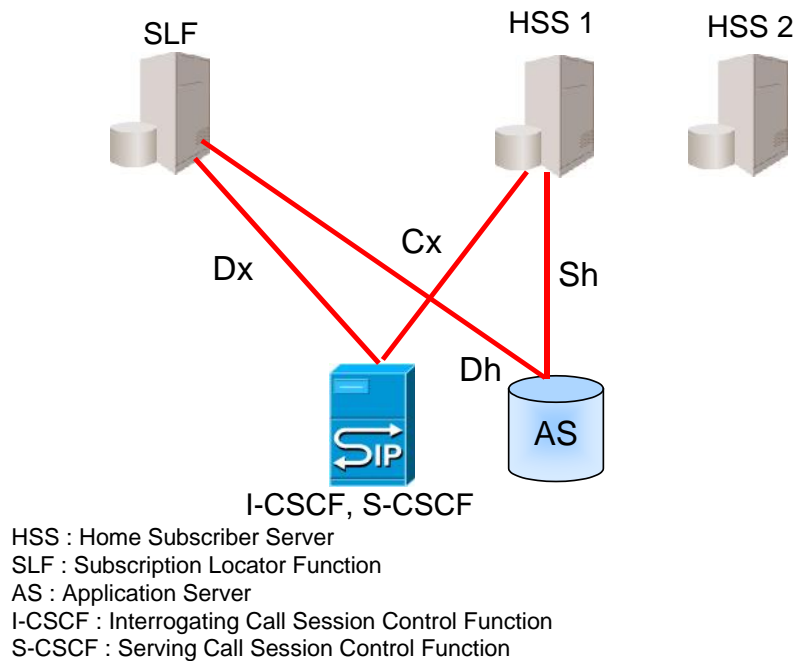 SLF
HSS 1
HSS 2
Cx
Dx
Sh
Dh
AS
SIP
I-CSCF, S-CSCF
HSS : Home Subscriber Server
SLF : Subscription Locator Function
AS : Application Server
I-CSCF : Interrogating Call Session Control Function
S-CSCF : Serving Call Session Control Function